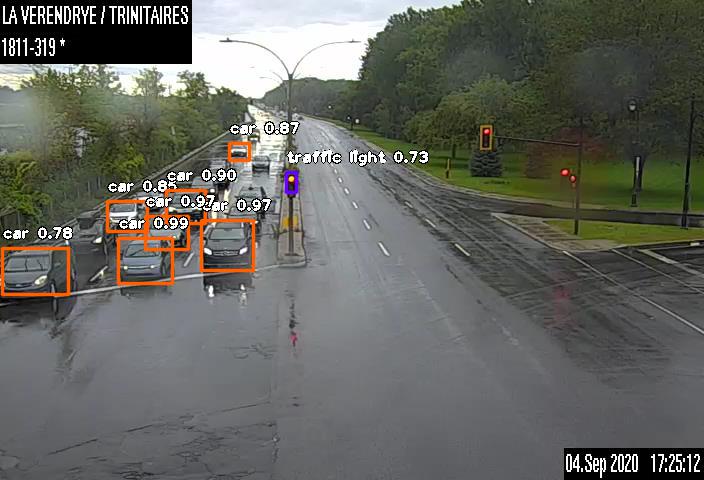 LA VERENDRYE / TRINITAIRES
1811-319 *
car 0.87
traffic light 0.73
car 0.90
car 0.85
car 0.97
car 0.97
car 0.99
car 0.78
04.Sep 2020 17:25:12